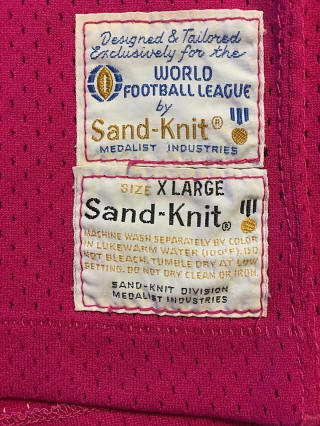 Designed & Tailored
Exclusively for the
WORLD
FOOTBALL LEAGUE
by
Sand-Knit®
MEDALIST INDUSTRIES
SIZE X LARGE
Sand-Knit®
MACHINE WASH SEPARATELY BY COLOR
IN LUKEWARM WATER (100°F). DO
NOT BLEACH, TUMBLE DRY AT LOW
SETTING. DO NOT DRY CLEAN OR IRON.
SAND-KNIT DIVISION
MEDALIST INDUSTRIES